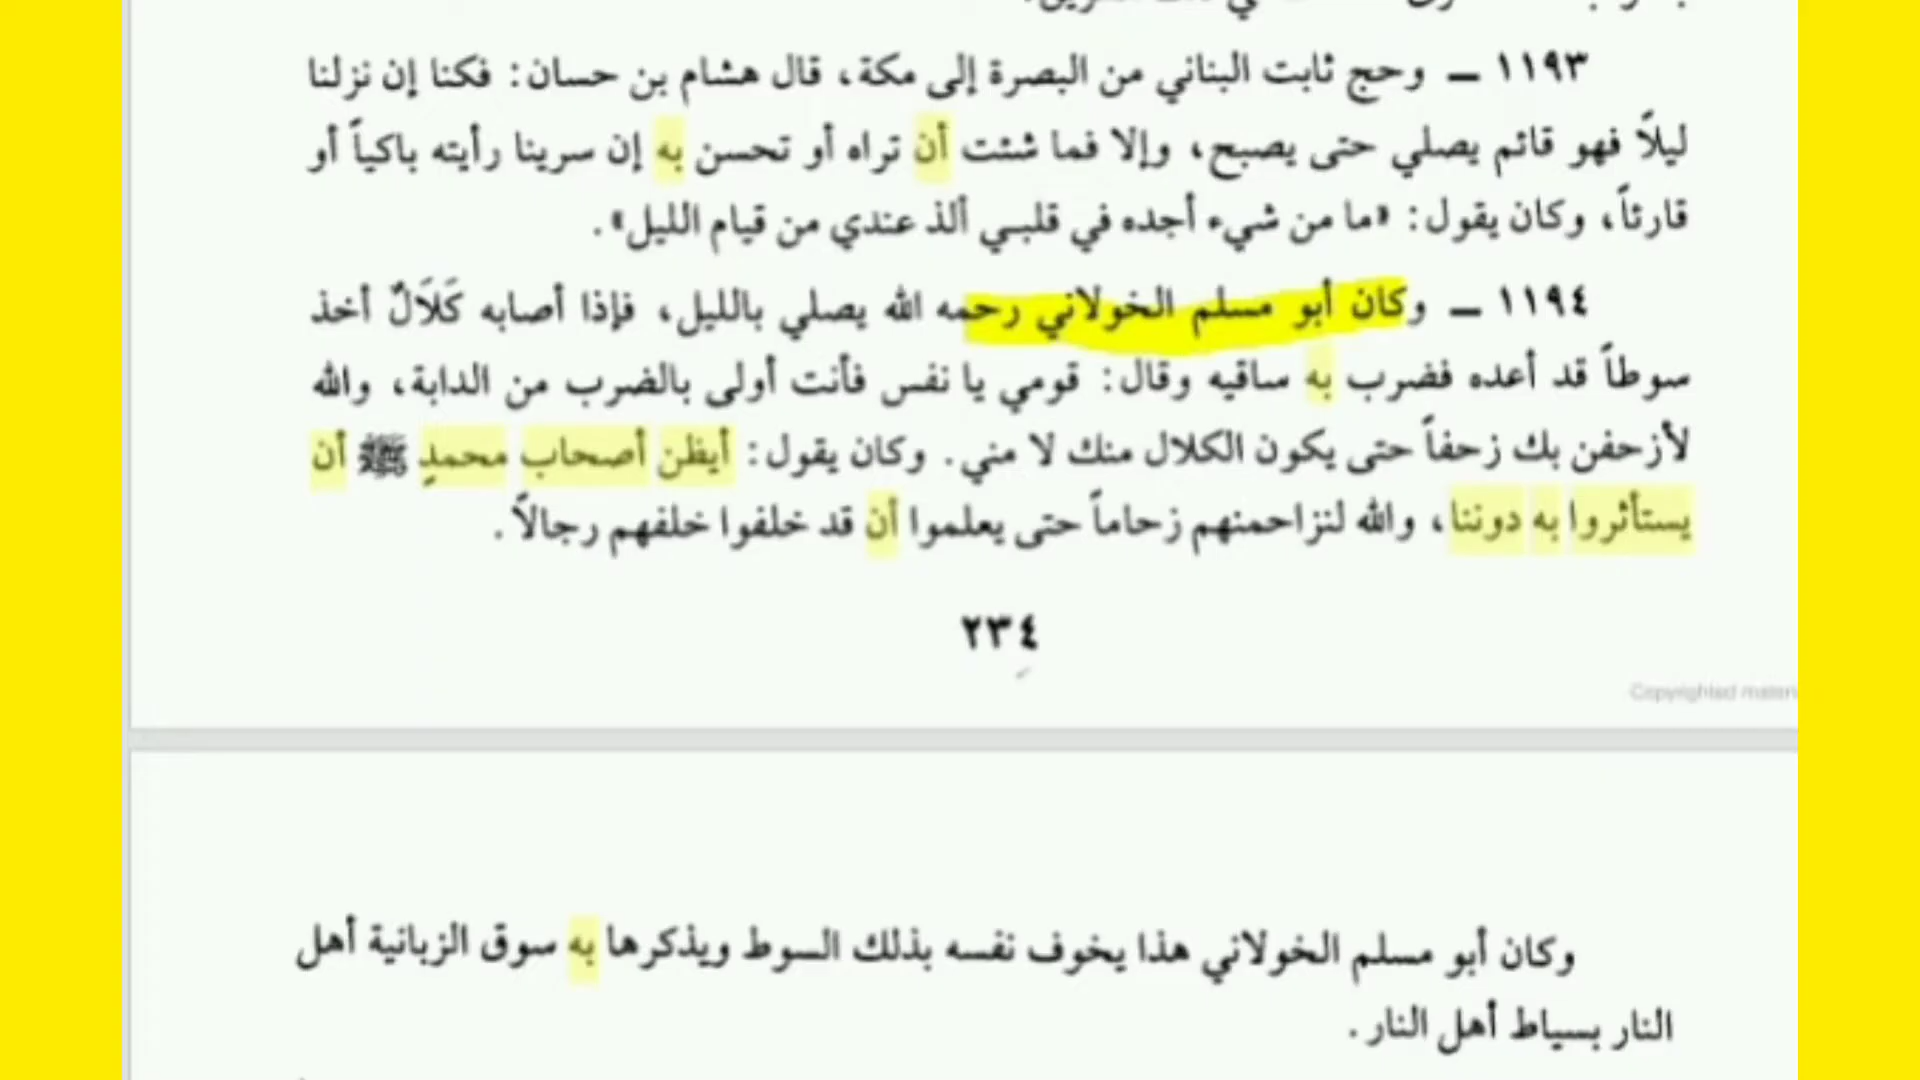 ١١٩٣ ــ وحج ثابت البناني من البصرة إلى مكة، قال هشام بن حسان: فكنا إن نزلنا
ليلاً فهو قائم يصلي حتى يصبح، وإلا فما شئت أن تراه أو تحسن به إن سرينا رأيته باكياً أو
قارئاً، وكان يقول: «ما من شيء أجده في قلبي ألذ عندي من قيام الليل».
١١٩٤ ــ وكان أبو مسلم الخولاني رحمه الله يصلي بالليل، فإذا أصابه كَلَالٌ أخذ
سوطاً قد أعده فضرب به ساقيه وقال: قومي يا نفس فأنت أولى بالضرب من الدابة، والله
لأزحفن بك زحفاً حتى يكون الكلال منك لا مني. وكان يقول: أيظن أصحاب محمدٍ ﷺ أن
يستأثروا به دوننا، والله لنزاحمنهم زحاماً حتى يعلموا أن قد خلفوا خلفهم رجالاً.
٢٣٤
Copyrighted
وكان أبو مسلم الخولاني هذا يخوف نفسه بذلك السوط ويذكرها به سوق الزبانية أهل
النار بسياط أهل النار.